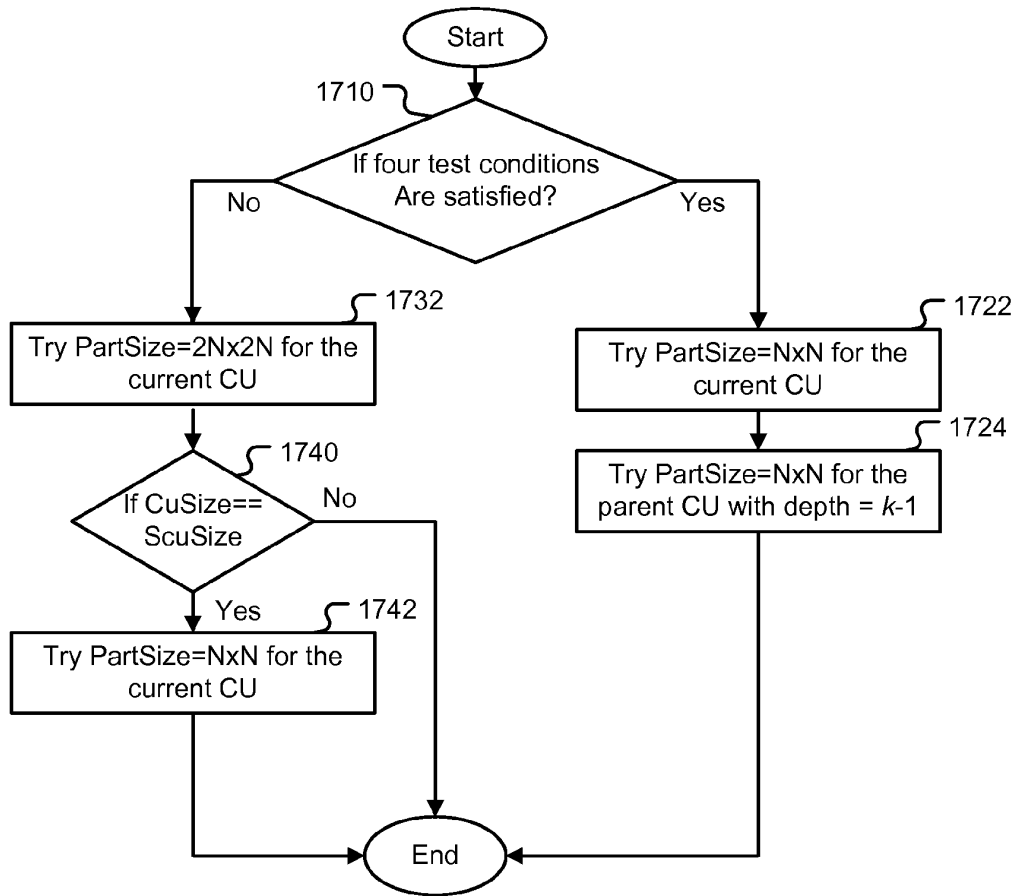 Start
1710
If four test conditions
Are satisfied?
No
Yes
1732
Try PartSize=2Nx2N for the
current CU
1722
Try PartSize=NxN for the
current CU
1724
Try PartSize=NxN for the
parent CU with depth = k-1
1740
If CuSize==
ScuSize
No
Yes
1742
Try PartSize=NxN for the
current CU
End